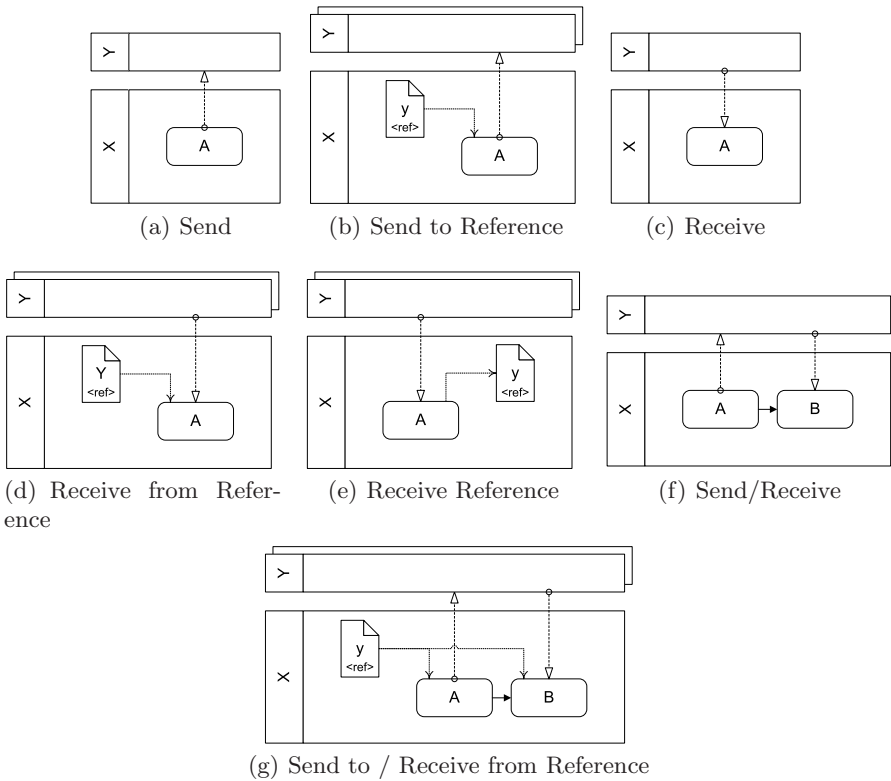 Y
X
A
(a) Send
Y
X
y
<ref>
A
(b) Send to Reference
Y
X
A
(c) Receive
Y
X
Y
<ref>
A
(d) Receive from Refer-
ence
Y
X
A
y
<ref>
(e) Receive Reference
Y
X
A
B
(f) Send/Receive
Y
X
y
<ref>
A
B
(g) Send to / Receive from Reference